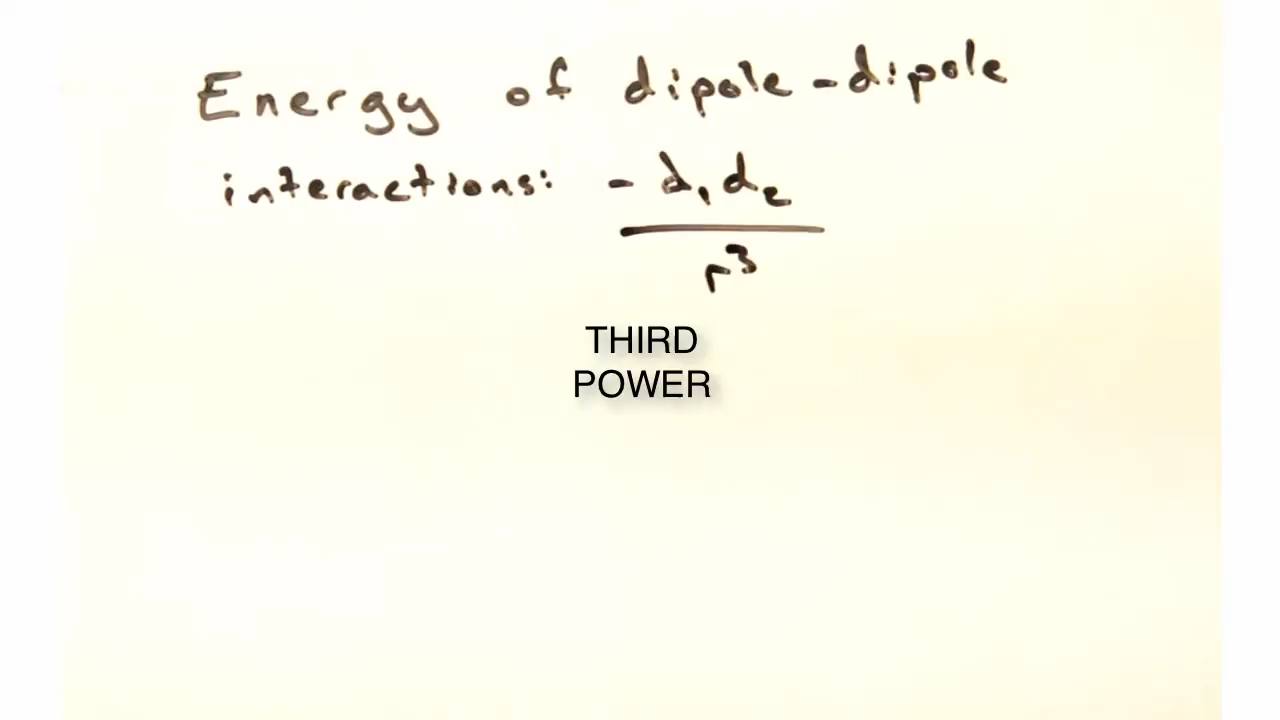 Energy of dipole-dipole
interactions: - d₁d₂
r³
THIRD
POWER